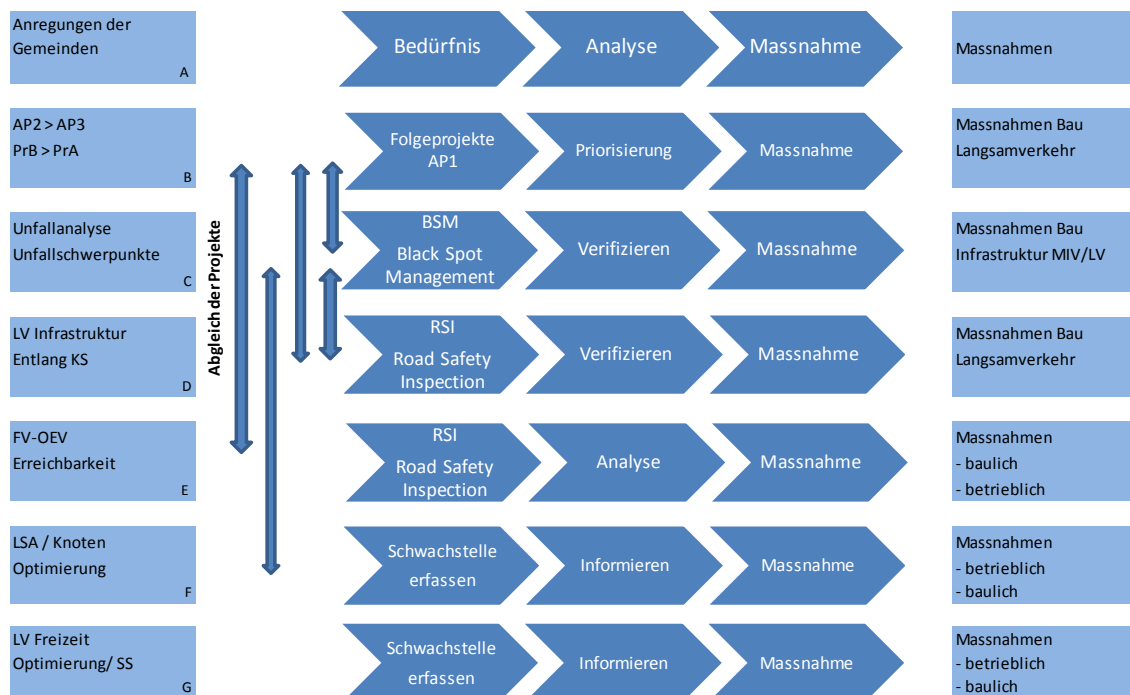 Anregungen der
Gemeinden
A
Bedürfnis
Analyse
Massnahme
Massnahmen
AP2 > AP3
PrB > PrA
B
Folgeprojekte
AP1
Priorisierung
Massnahme
Massnahmen Bau
Langsamverkehr
Abgleich der Projekte
Unfallanalyse
Unfallschwerpunkte
C
BSM
Black Spot
Management
Verifizieren
Massnahme
Massnahmen Bau
Infrastruktur MIV/LV
LV Infrastruktur
Entlang KS
D
RSI
Road Safety
Inspection
Verifizieren
Massnahme
Massnahmen Bau
Langsamverkehr
FV-OEV
Erreichbarkeit
E
RSI
Road Safety
Inspection
Analyse
Massnahme
Massnahmen
- baulich
- betrieblich
LSA / Knoten
Optimierung
F
Schwachstelle
erfassen
Informieren
Massnahme
Massnahmen
- betrieblich
- baulich
LV Freizeit
Optimierung/ SS
G
Schwachstelle
erfassen
Informieren
Massnahme
Massnahmen
- betrieblich
- baulich